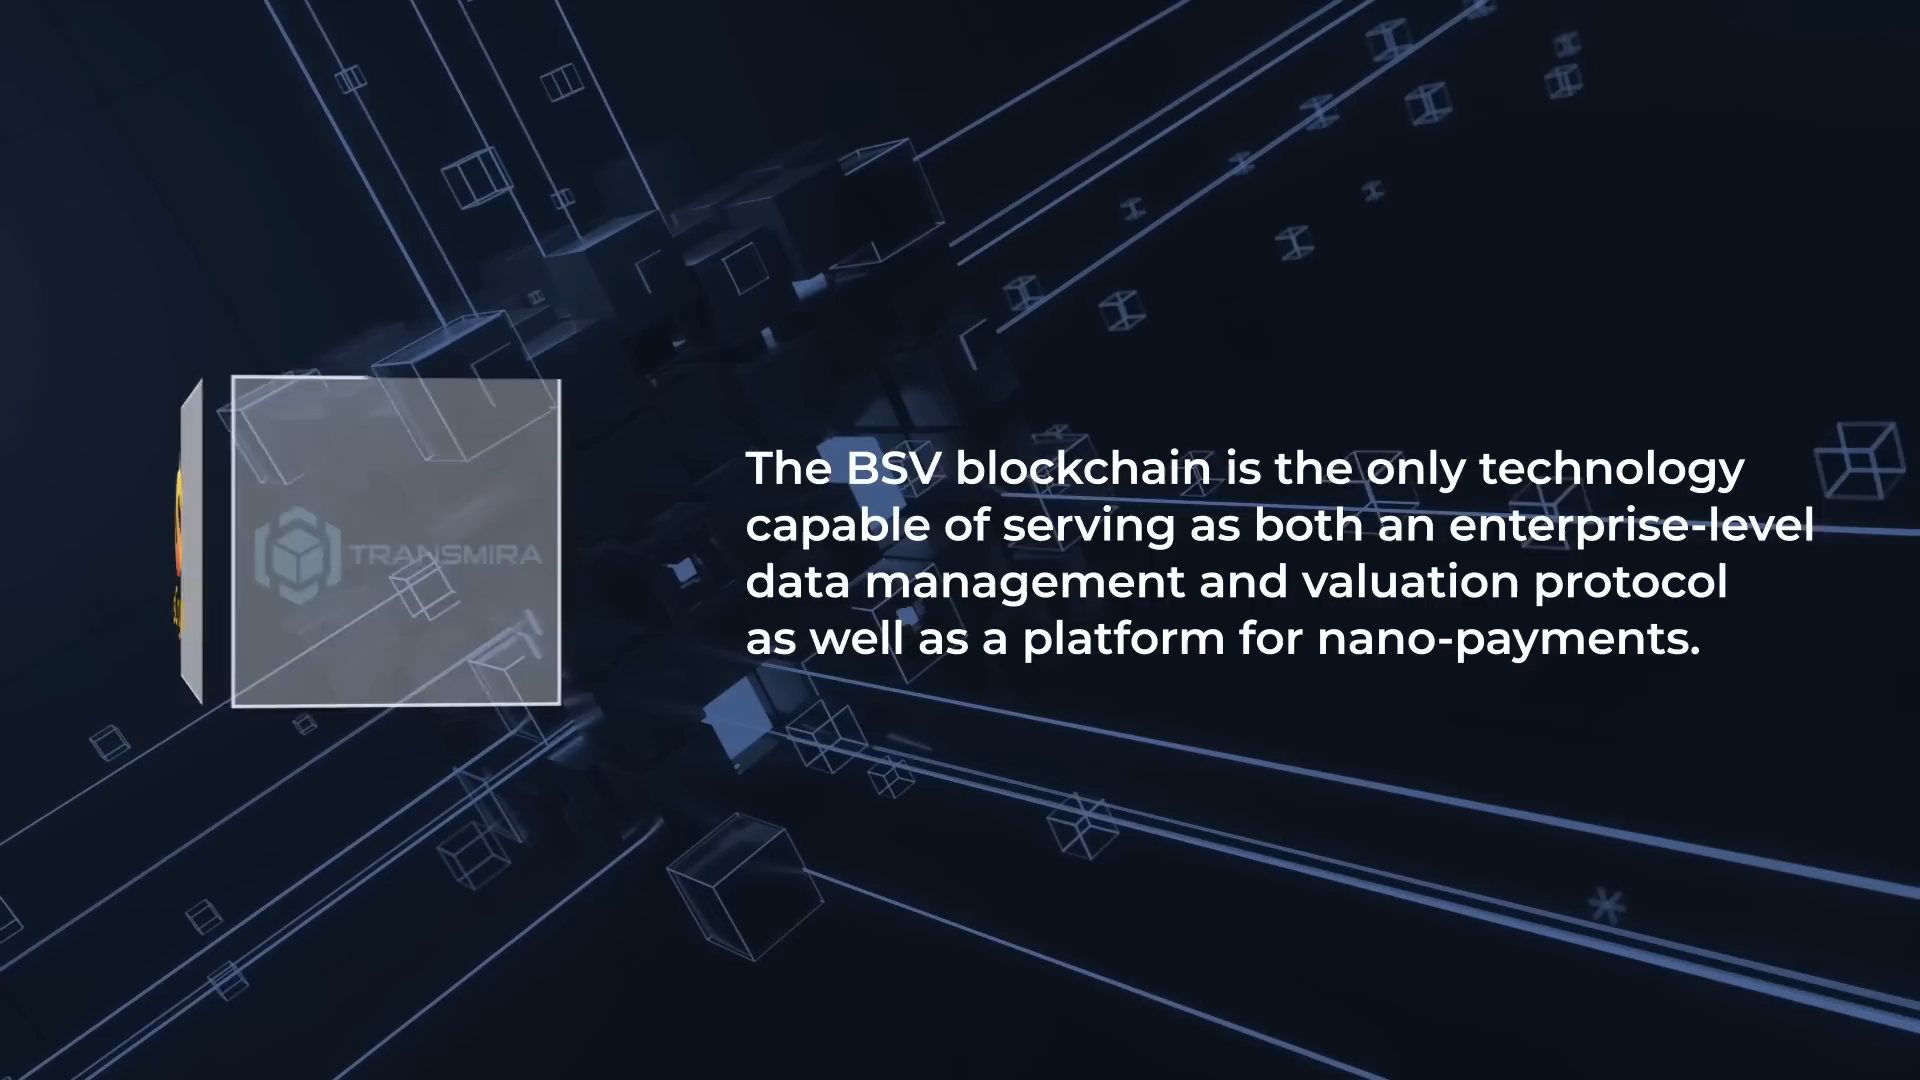 TRANSMIRA
The BSV blockchain is the only technology
capable of serving as both an enterprise-level
data management and valuation protocol
as well as a platform for nano-payments.